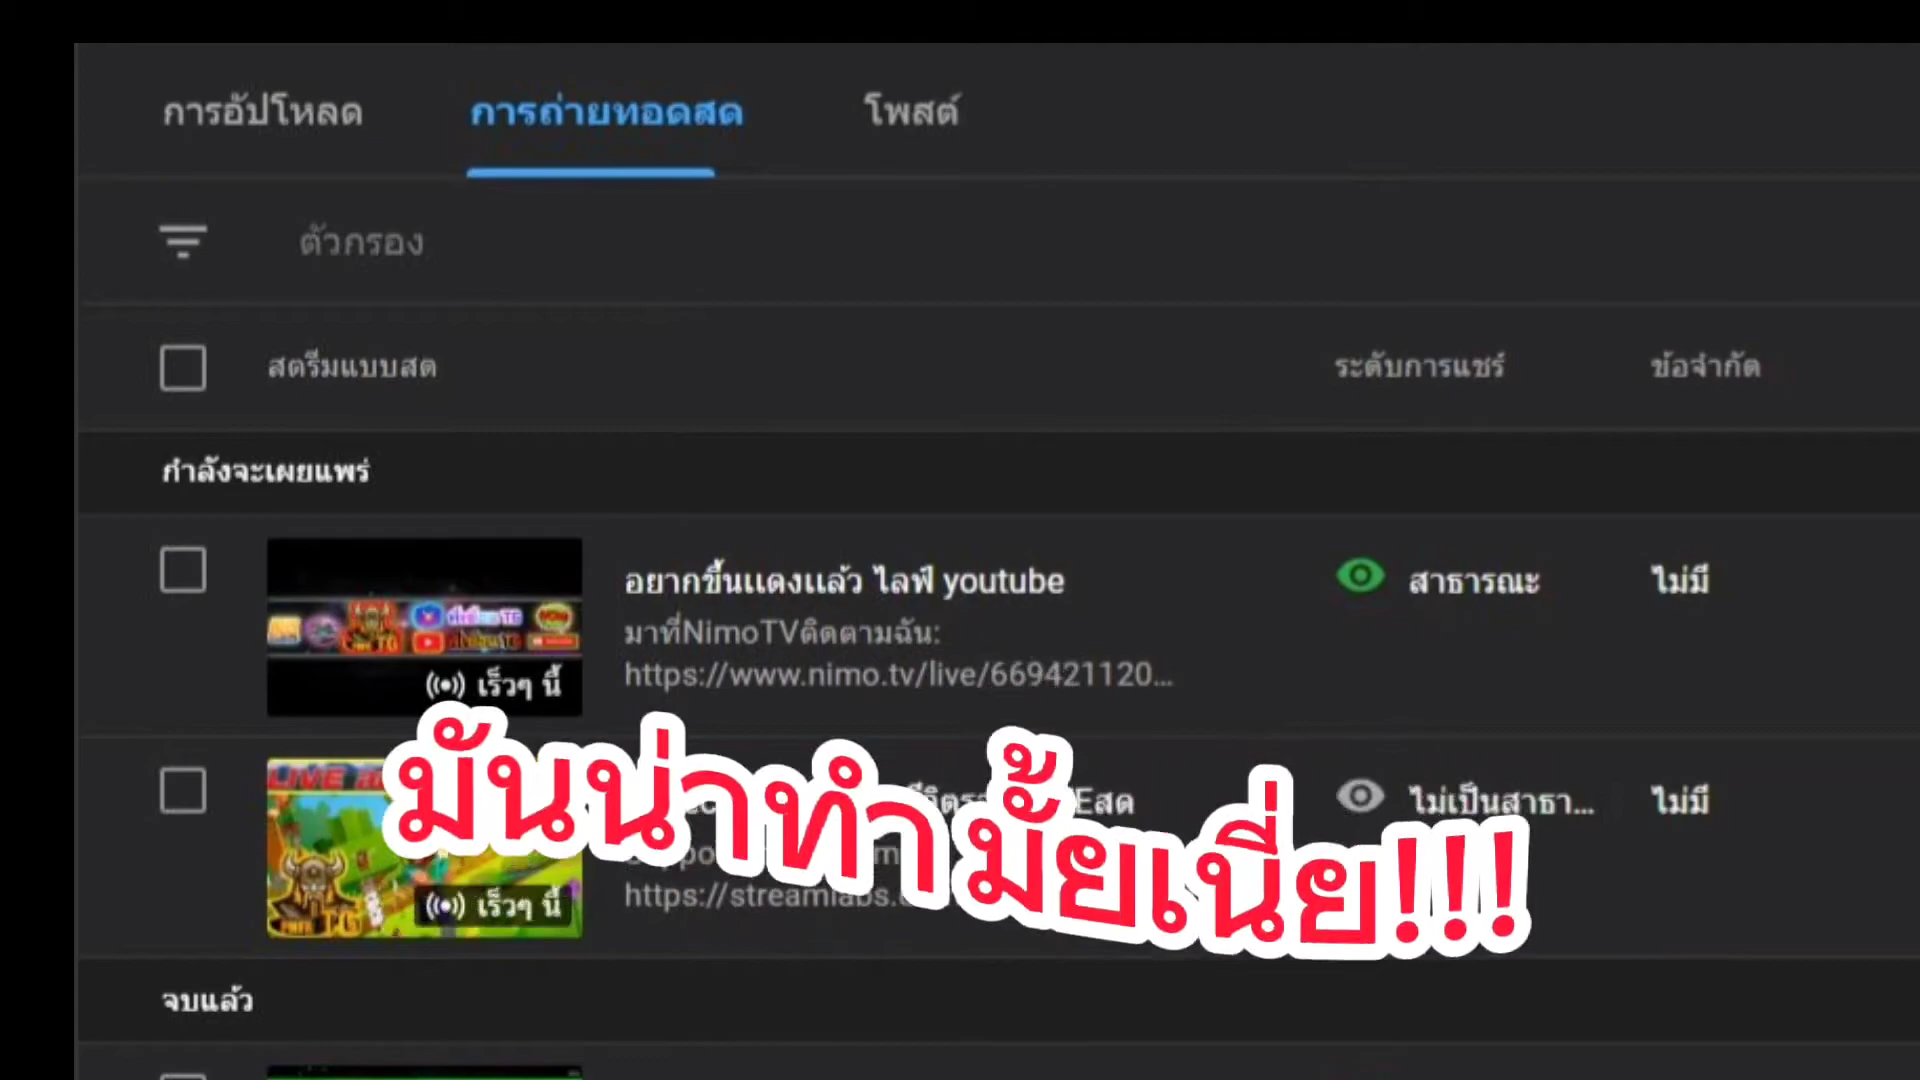 การอัปโหลด การถ่ายทอดสด โพสต์
ตัวกรอง
สตรีมแบบสด ระดับการแชร์ ข้อจำกัด
กำลังจะเผยแพร่
อยากขึ้นแดงแล้ว ไลฟ์ youtube สาธารณะ ไม่มี
มาที่NimoTVติดตามฉัน:
https://www.nimo.tv/live/669421120...
((•)) เร็วๆ นี้
LIVE
สด ไม่เป็นสาธา... ไม่มี
https://streamlabs.
((•)) เร็วๆ นี้
มันน่าทำมั้ยเนี่ย!!!
จบแล้ว